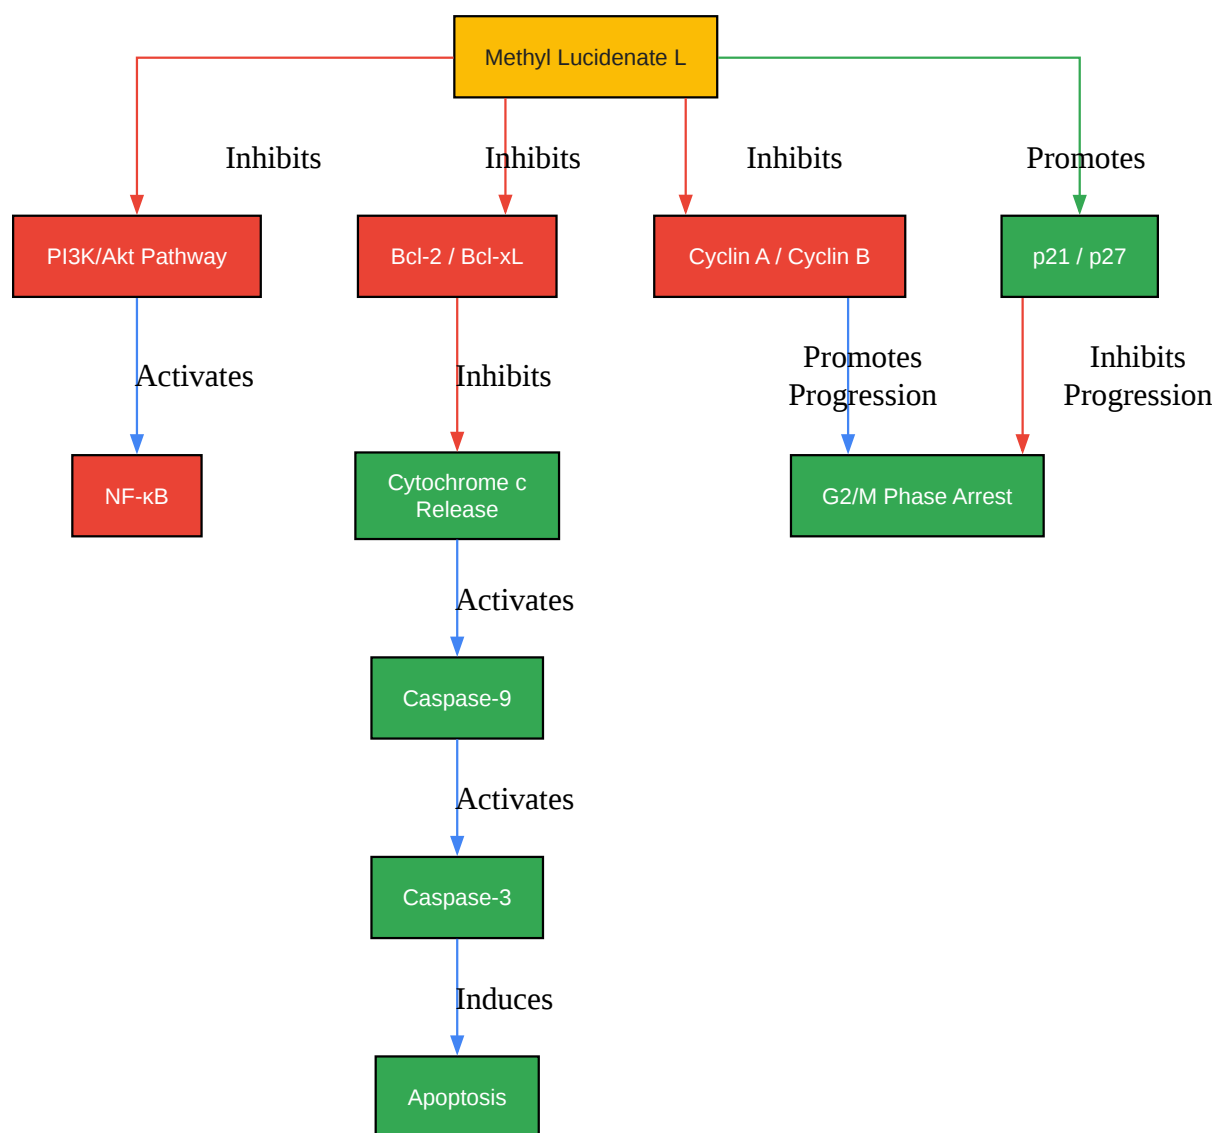 Methyl Lucidenate L
Inhibits
Inhibits
Inhibits
Promotes
PI3K/Akt Pathway
Bcl-2 / Bcl-xL
Cyclin A / Cyclin B
p21 / p27
Activates
Inhibits
Promotes
Progression
Inhibits
Progression
NF-κB
Cytochrome c
Release
G2/M Phase Arrest
Activates
Caspase-9
Activates
Caspase-3
Induces
Apoptosis